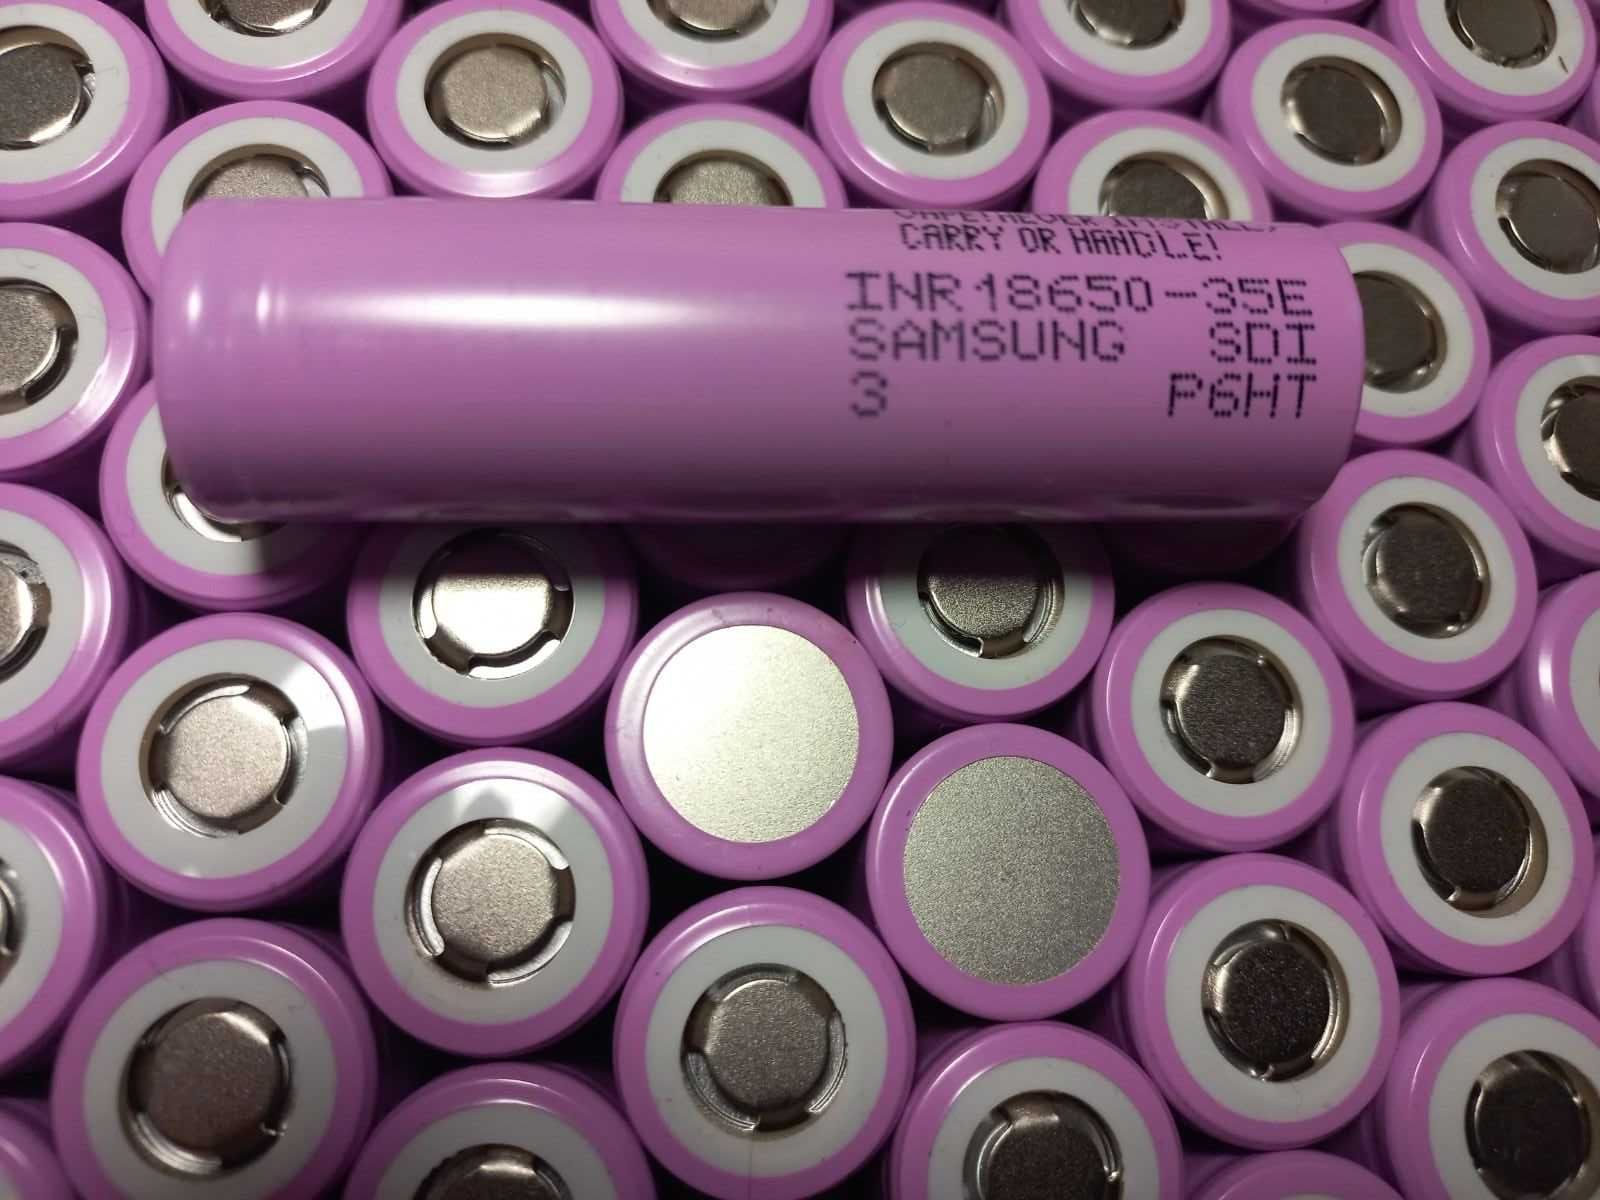 CARRY OR HANDLE!
INR18650-35E
SAMSUNG SDI
3 P6HT